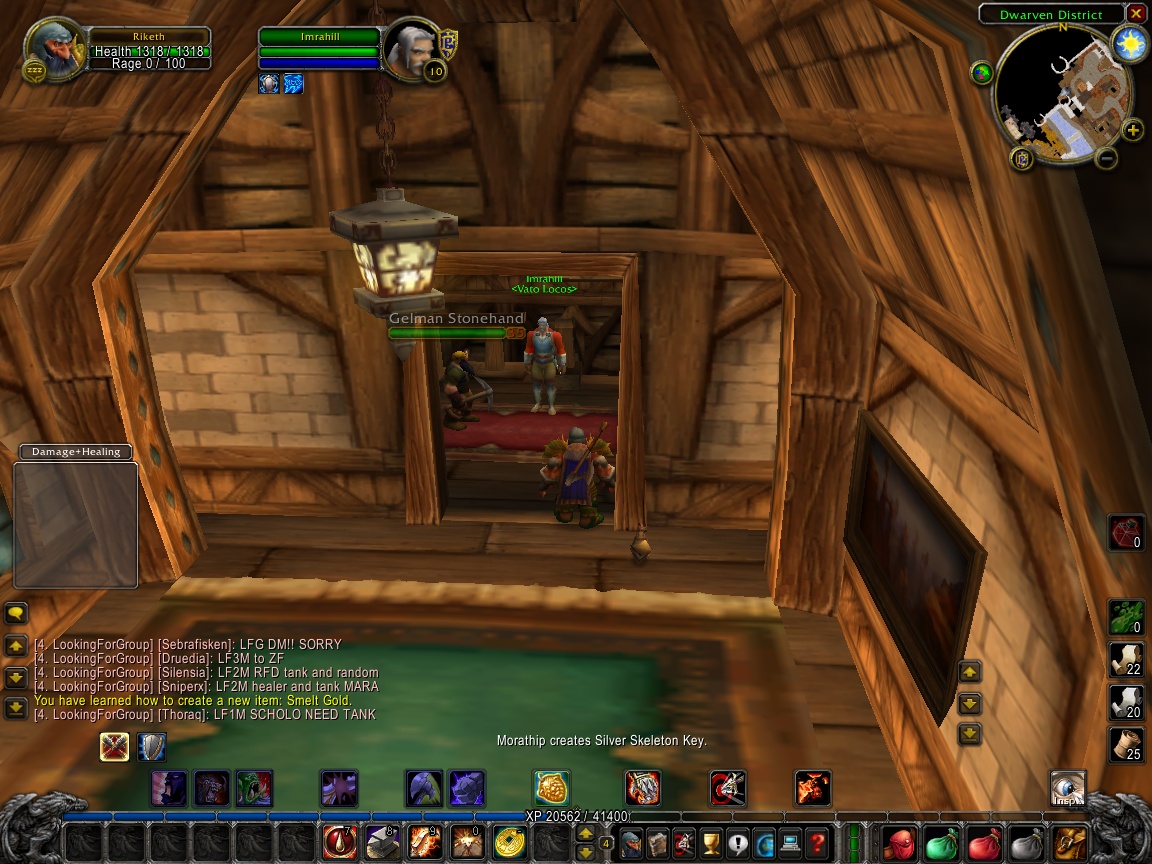 Riketh
Health 1318 / 1318
Rage 0 / 100
zzz
Imrahill
10
Dwarven District
N
Imrahill
<Vato Locos>
Gelman Stonehand
Damage+Healing
0
0
22
20
25
[4. LookingForGroup] [Sebrafisken]: LFG DM!! SORRY
[4. LookingForGroup] [Druedia]: LF3M to ZF
[4. LookingForGroup] [Silensia]: LF2M RFD tank and random
[4. LookingForGroup] [Sniperx]: LF2M healer and tank MARA
You have learned how to create a new item: Smelt Gold.
[4. LookingForGroup] [Thoraq]: LF1M SCHOLO NEED TANK
Morathip creates Silver Skeleton Key.
Insp
XP 20562 / 41400
7
8
9
0
4